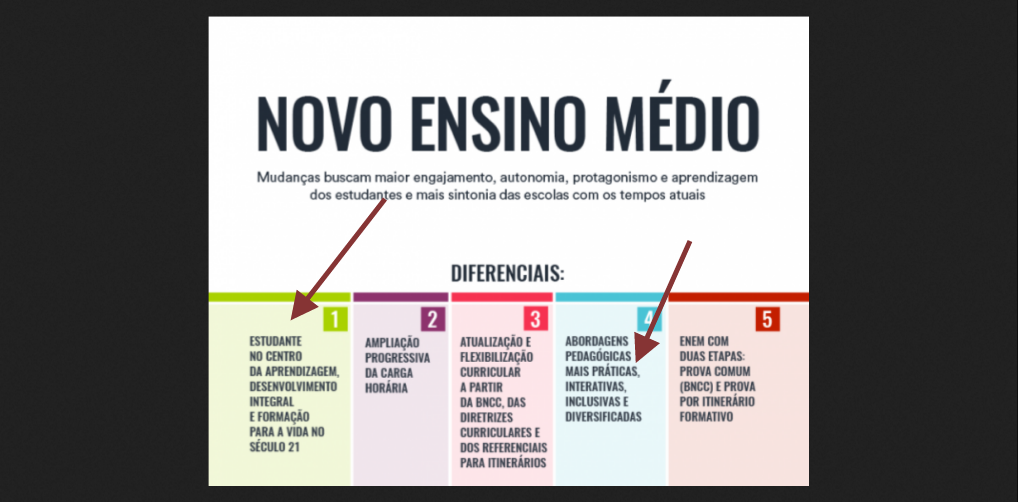 NOVO ENSINO MÉDIO
Mudanças buscam maior engajamento, autonomia, protagonismo e aprendizagem
dos estudantes e mais sintonia das escolas com os tempos atuais
DIFERENCIAIS:
1
ESTUDANTE
NO CENTRO
DA APRENDIZAGEM,
DESENVOLVIMENTO
INTEGRAL
E FORMAÇÃO
PARA A VIDA NO
SÉCULO 21
2
AMPLIAÇÃO
PROGRESSIVA
DA CARGA
HORÁRIA
3
ATUALIZAÇÃO E
FLEXIBILIZAÇÃO
CURRICULAR
A PARTIR
DA BNCC, DAS
DIRETRIZES
CURRICULARES E
DOS REFERENCIAIS
PARA ITINERÁRIOS
4
ABORDAGENS
PEDAGÓGICAS
MAIS PRÁTICAS,
INTERATIVAS,
INCLUSIVAS E
DIVERSIFICADAS
5
ENEM COM
DUAS ETAPAS:
PROVA COMUM
(BNCC) E PROVA
POR ITINERÁRIO
FORMATIVO